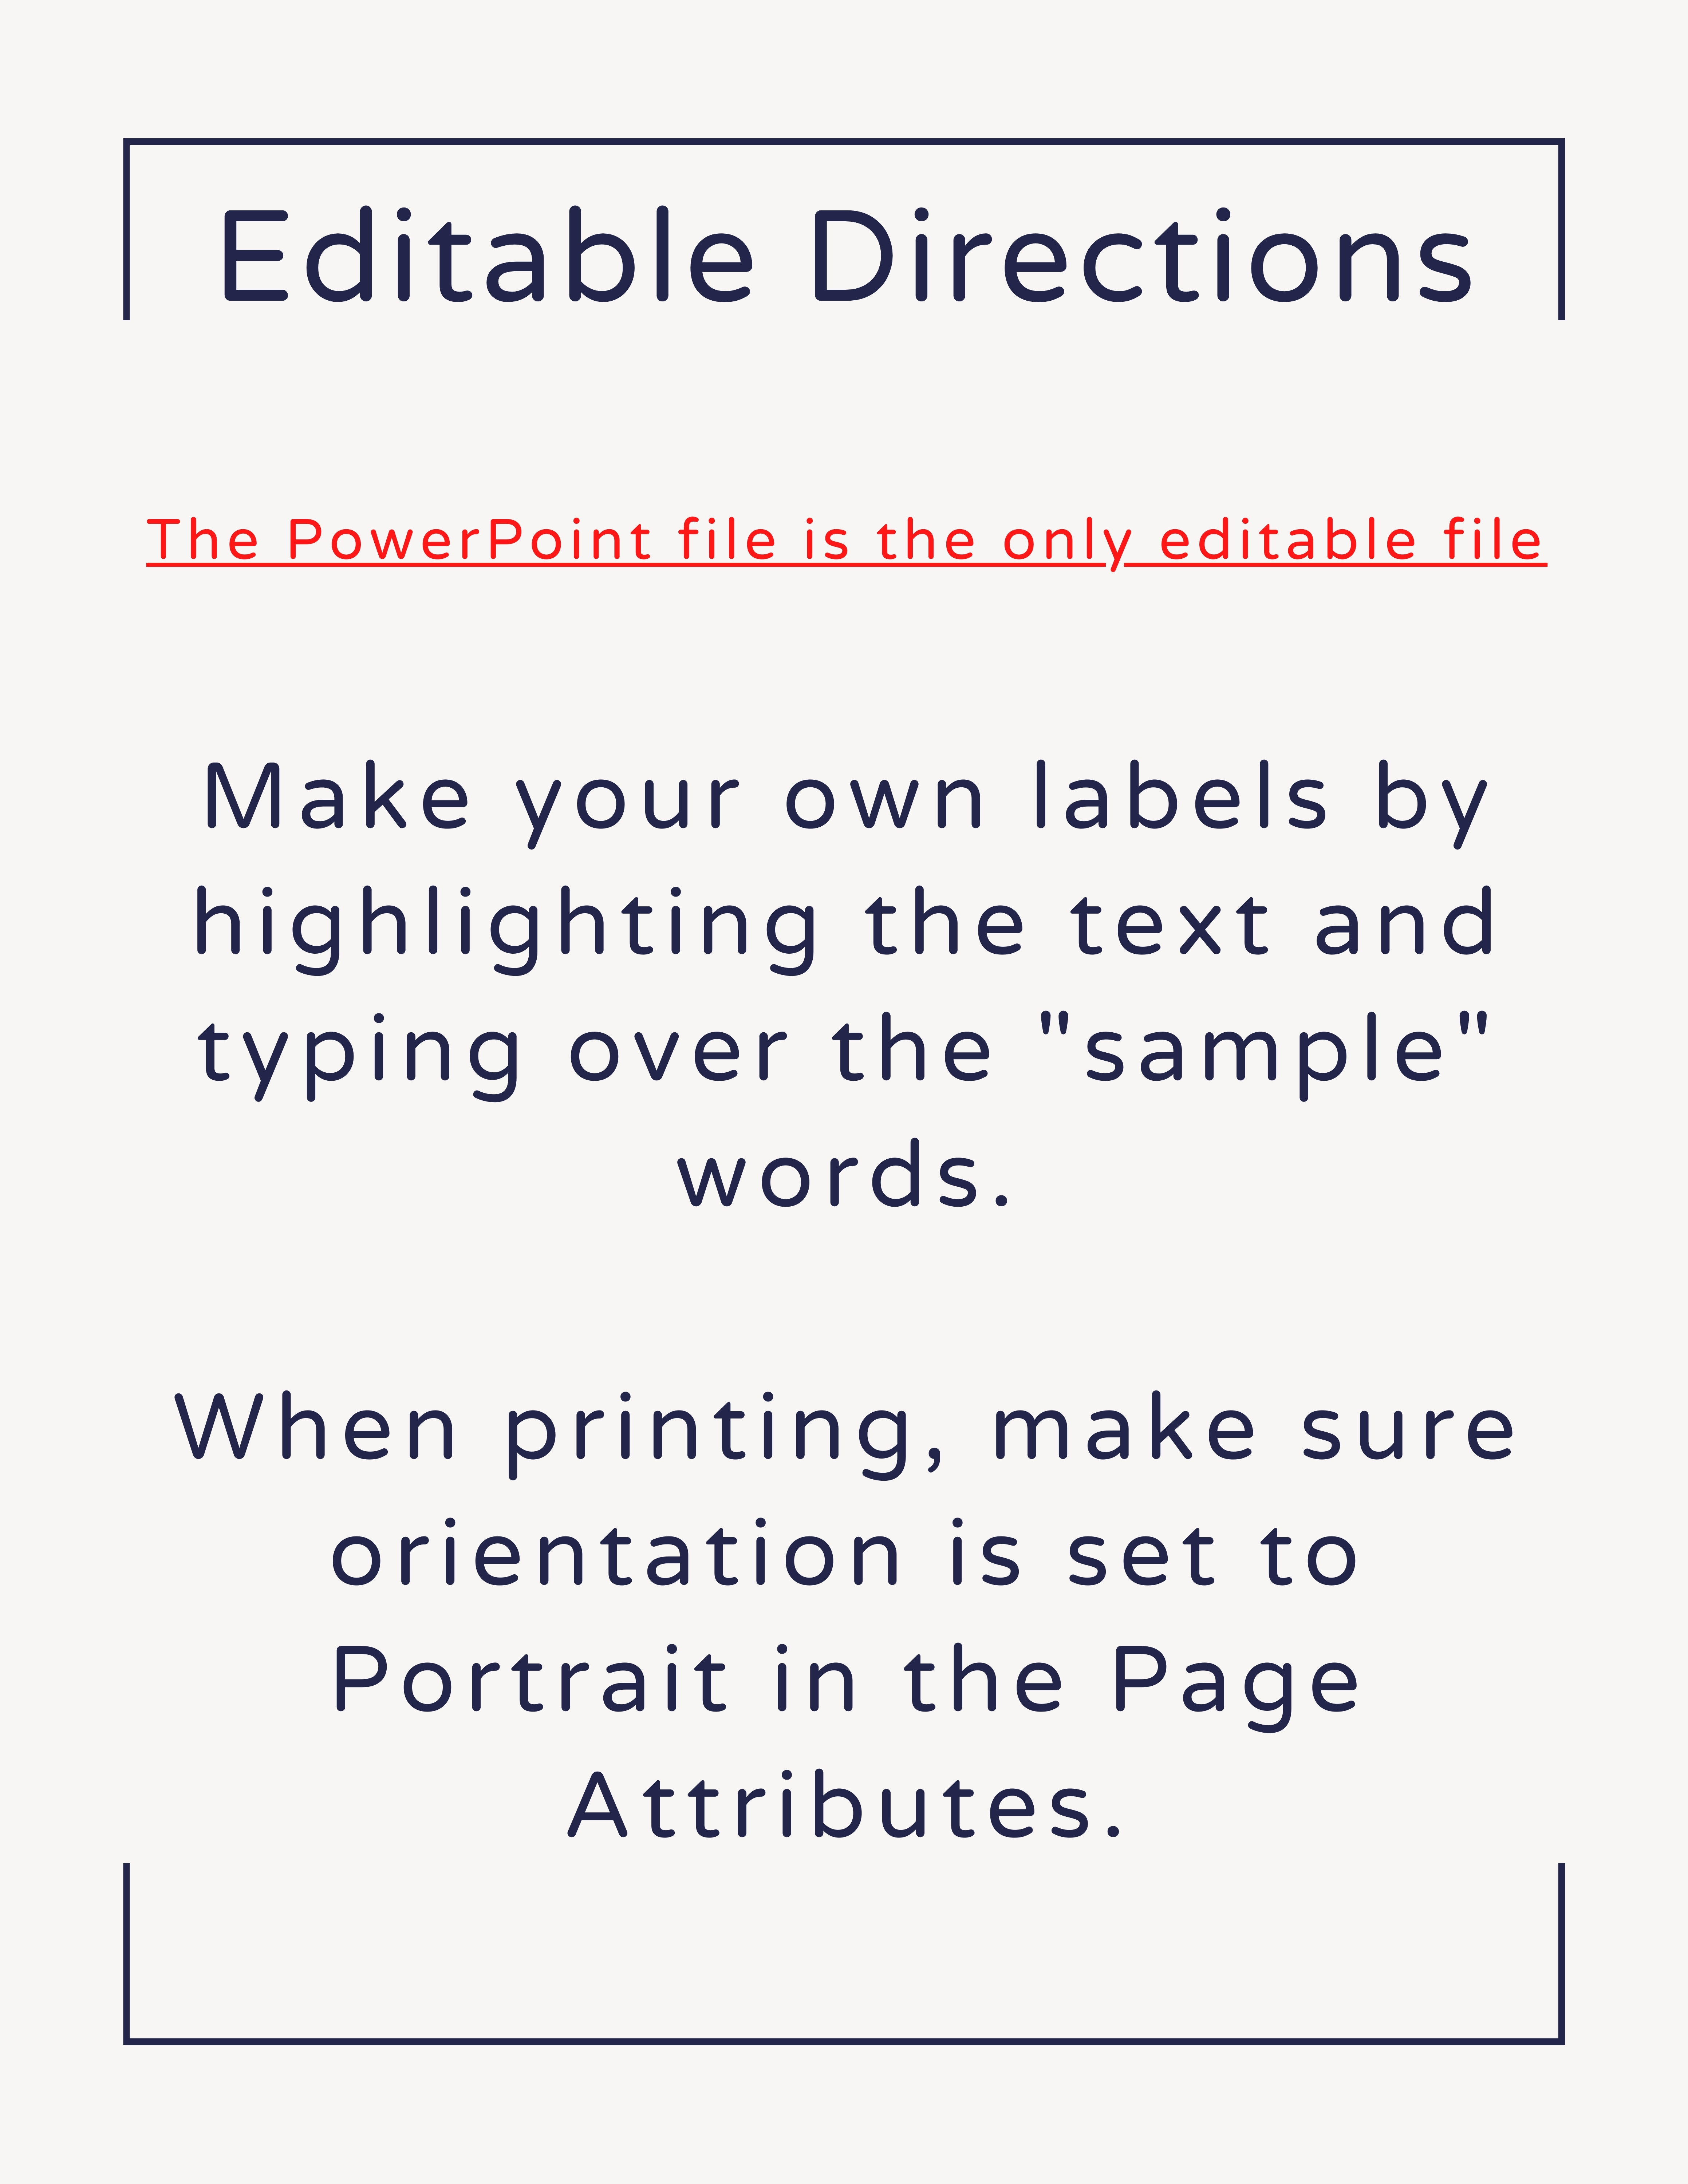 Editable Directions
The PowerPoint file is the only editable file
Make your own labels by
highlighting the text and
typing over the "sample"
words.
When printing, make sure
orientation is set to
Portrait in the Page
Attributes.